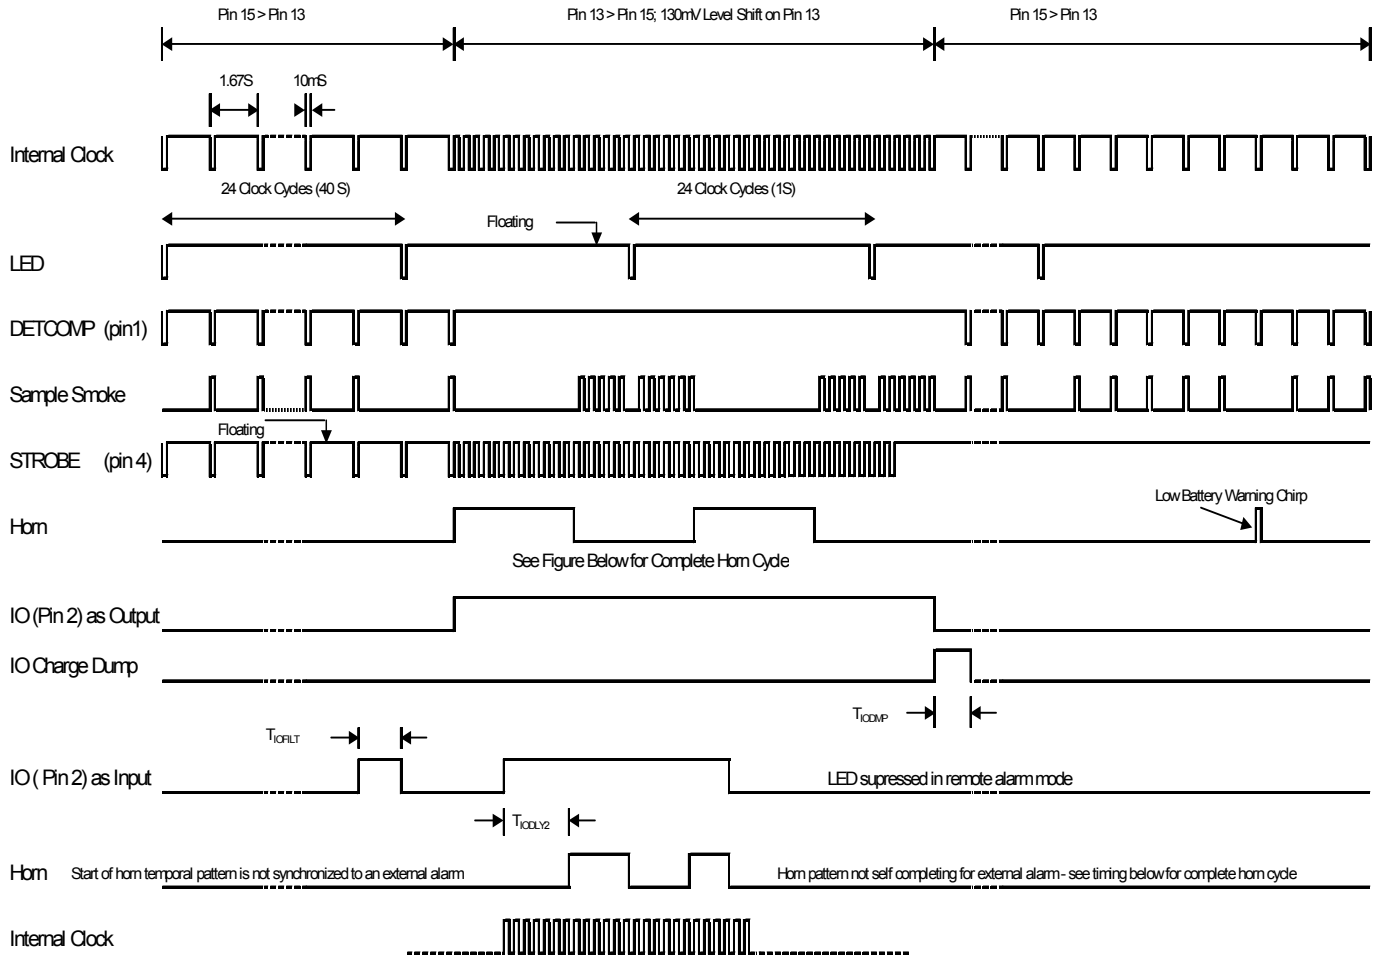 Pin 15 > Pin 13
Pin 13 > Pin 15; 130mV Level Shift on Pin 13
Pin 15 > Pin 13
1.67S
10mS
Internal Clock
24 Clock Cycles (40 S)
24 Clock Cycles (1S)
Floating
LED
DETCOMP (pin1)
Sample Smoke
Floating
STROBE (pin 4)
Low Battery Warning Chirp
Horn
See Figure Below for Complete Horn Cycle
IO (Pin 2) as Output
IO Charge Dump
TIODMP
TIOFILT
IO ( Pin 2) as Input
LED supressed in remote alarm mode
TIODLY2
Horn
Start of horn temporal pattern is not synchronized to an external alarm
Horn pattern not self completing for external alarm - see timing below for complete horn cycle
Internal Clock